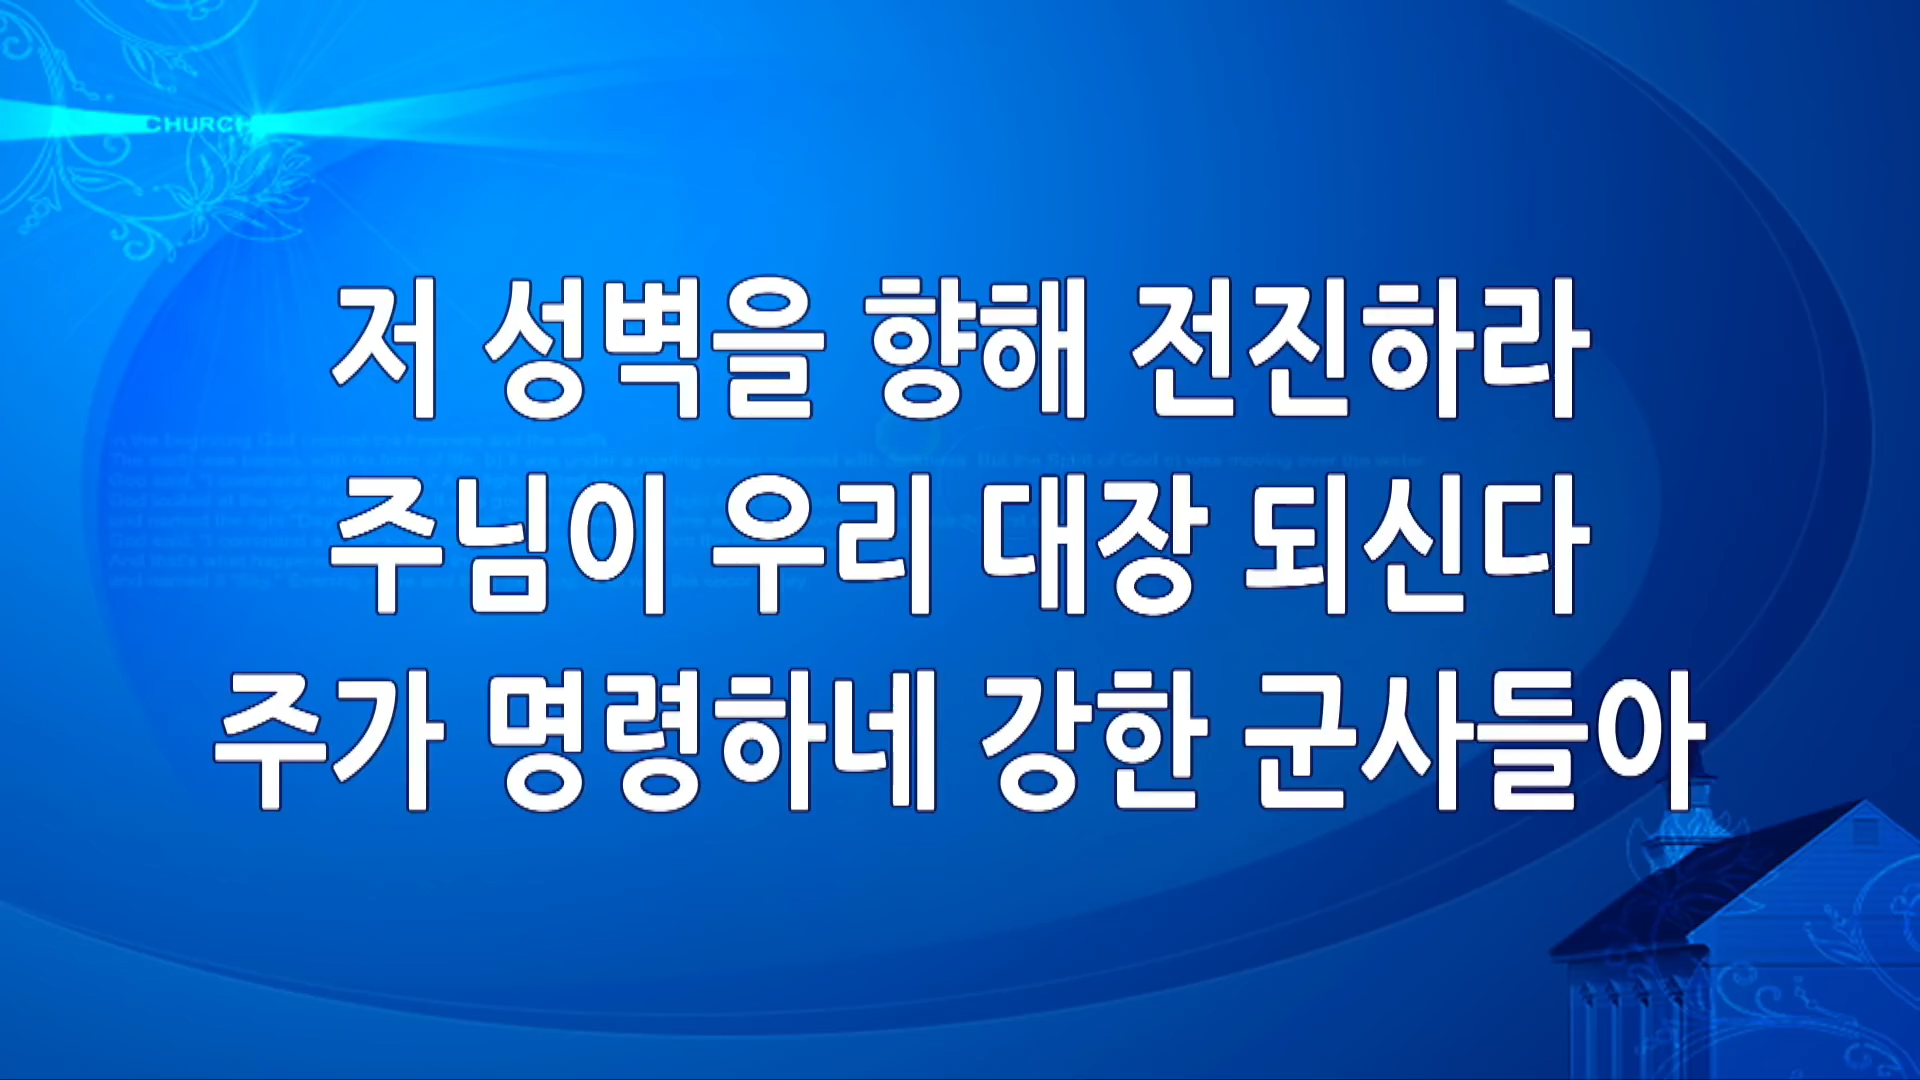 CHURCH
저 성벽을 향해 전진하라
주님이 우리 대장 되신다
주가 명령하네 강한 군사들아